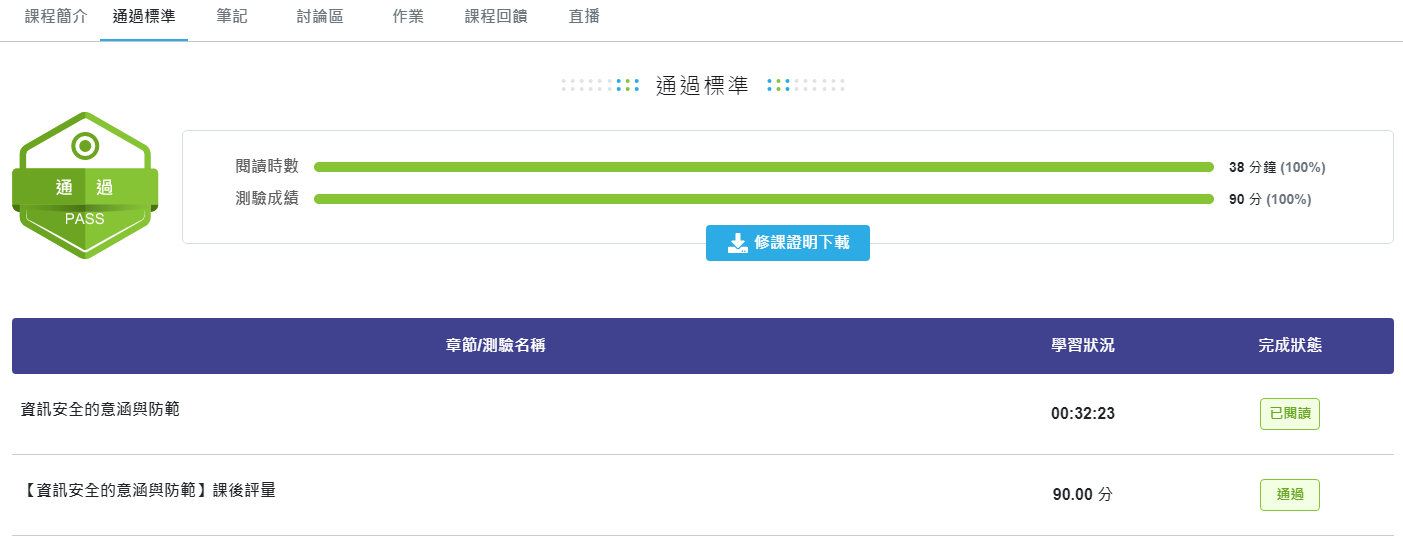 課程簡介 通過標準 筆記 討論區 作業 課程回饋 直播
通過標準
通 過
PASS
閱讀時數 38 分鐘 (100%)
測驗成績 90 分 (100%)
修課證明下載
章節/測驗名稱 學習狀況 完成狀態
資訊安全的意涵與防範 00:32:23 已閱讀
【資訊安全的意涵與防範】課後評量 90.00 分 通過